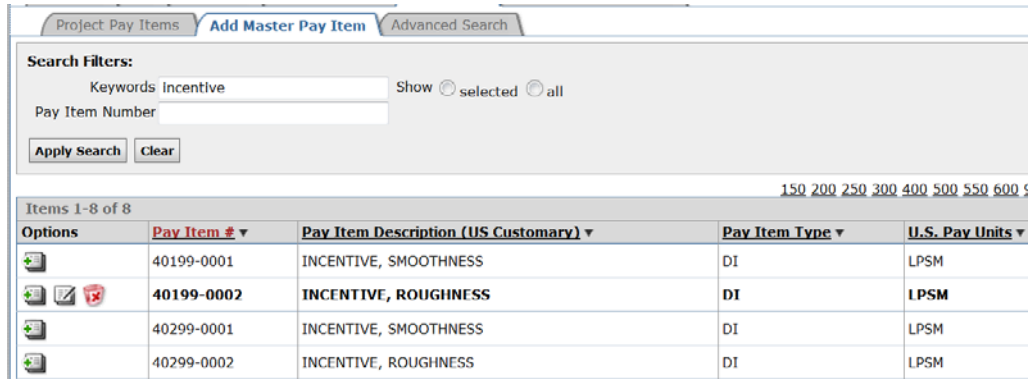 Project Pay Items Add Master Pay Item Advanced Search
Search Filters:
Keywords Incentive Show selected all
Pay Item Number
Apply Search Clear
150 200 250 300 400 500 550 600
Items 1-8 of 8
Options Pay Item # ▼ Pay Item Description (US Customary) ▼ Pay Item Type ▼ U.S. Pay Units ▼
40199-0001 INCENTIVE, SMOOTHNESS DI LPSM
40199-0002 INCENTIVE, ROUGHNESS DI LPSM
40299-0001 INCENTIVE, SMOOTHNESS DI LPSM
40299-0002 INCENTIVE, ROUGHNESS DI LPSM